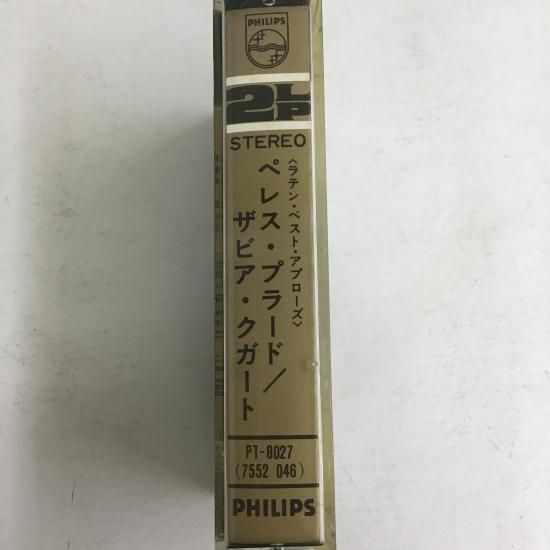 PHILIPS
2LP
STEREO
〈ラテン・ベスト・アプローズ〉
ペレス・プラード／
ザビア・クガート
PT-8027
(7552 046)
PHILIPS